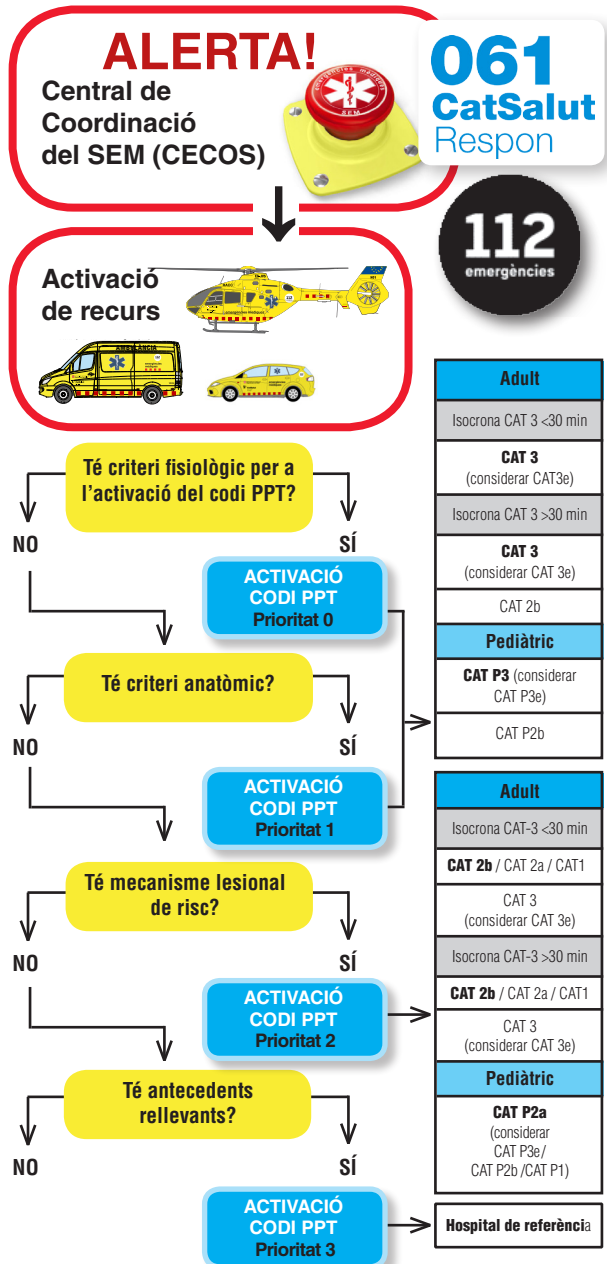 ALERTA!
Central de
Coordinació
del SEM (CECOS)
emergències mèdiques
SEM
061
CatSalut
Respon
112
emergències
Activació
de recurs
AMBULÀNCIA
Té criteri fisiològic per a
l’activació del codi PPT?
NO
SÍ
ACTIVACIÓ
CODI PPT
Prioritat 0
Té criteri anatòmic?
NO
SÍ
ACTIVACIÓ
CODI PPT
Prioritat 1
Té mecanisme lesional
de risc?
NO
SÍ
ACTIVACIÓ
CODI PPT
Prioritat 2
Té antecedents
rellevants?
NO
SÍ
ACTIVACIÓ
CODI PPT
Prioritat 3
Adult
Isocrona CAT 3 <30 min
CAT 3
(considerar CAT3e)
Isocrona CAT 3 >30 min
CAT 3
(considerar CAT 3e)
CAT 2b
Pediàtric
CAT P3 (considerar
CAT P3e)
CAT P2b
Adult
Isocrona CAT-3 <30 min
CAT 2b / CAT 2a / CAT1
CAT 3
(considerar CAT 3e)
Isocrona CAT-3 >30 min
CAT 2b / CAT 2a / CAT1
CAT 3
(considerar CAT 3e)
Pediàtric
CAT P2a
(considerar
CAT P3e/
CAT P2b /CAT P1)
Hospital de referència